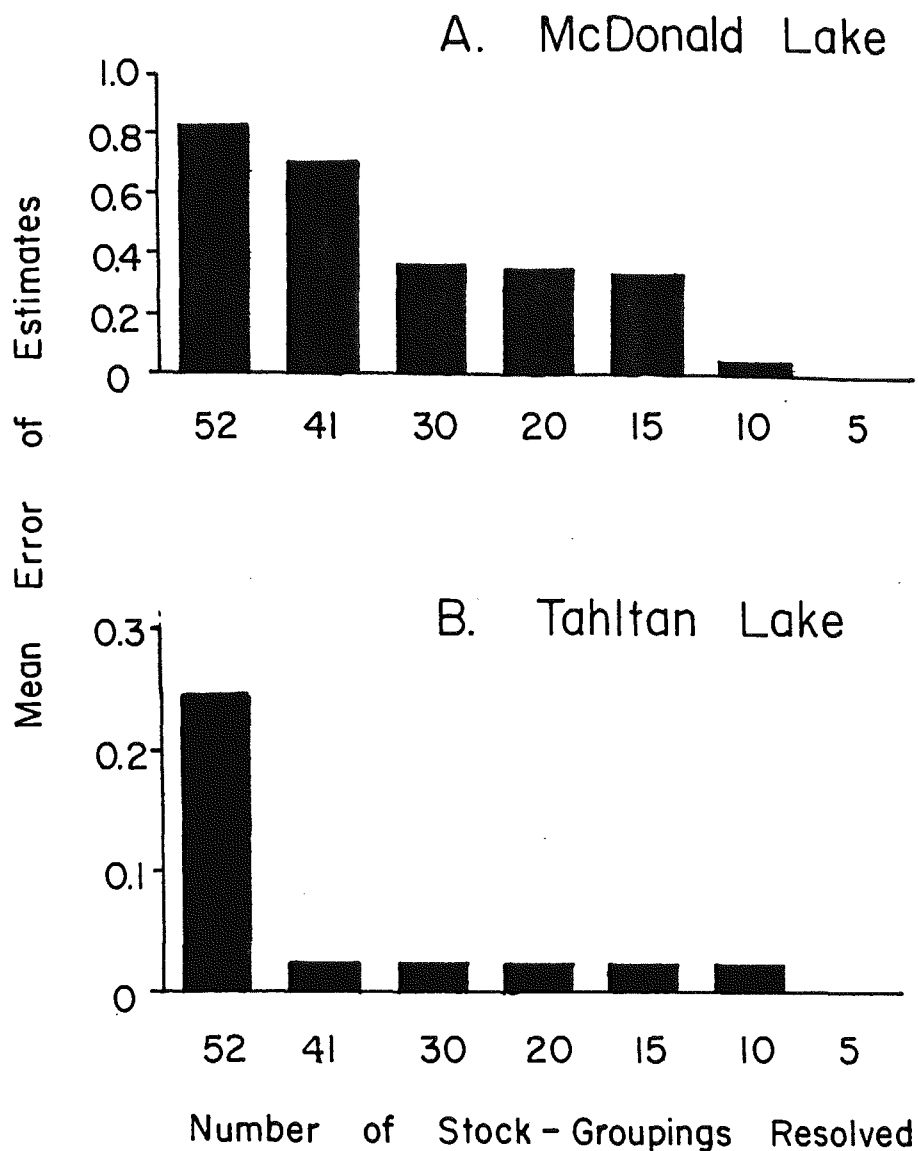 A. McDonald Lake
1.0
0.8
0.6
0.4
0.2
0
52 41 30 20 15 10 5
Mean Error of Estimates
B. Tahltan Lake
0.3
0.2
0.1
0
52 41 30 20 15 10 5
Number of Stock-Groupings Resolved